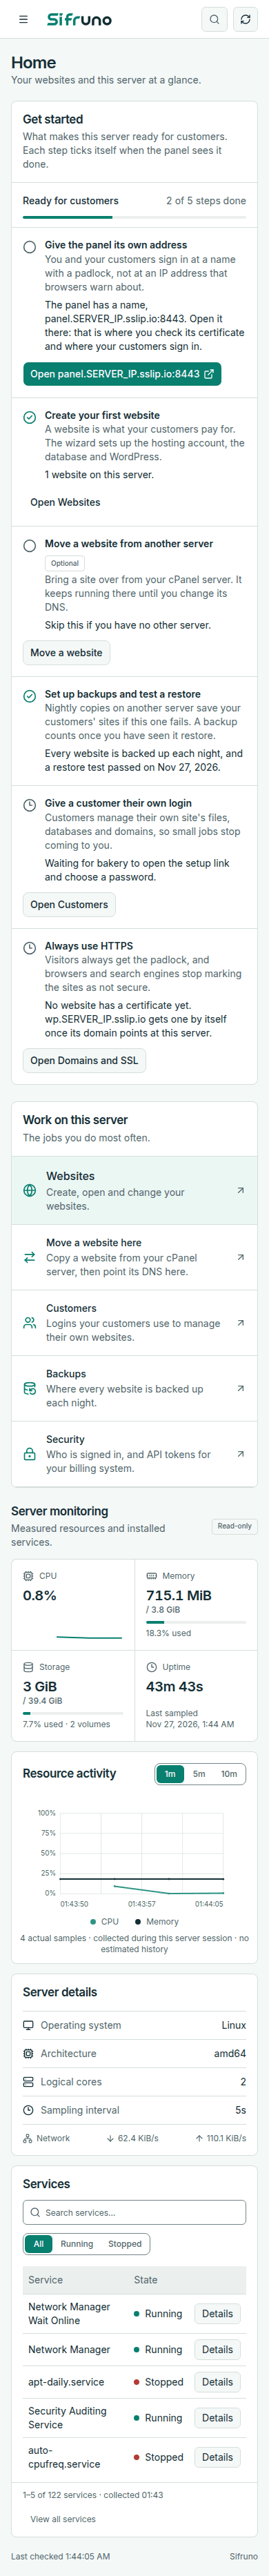 Sifruno
Home
Your websites and this server at a glance.
Get started
What makes this server ready for customers.
Each step ticks itself when the panel sees it
done.
Ready for customers
2 of 5 steps done
Give the panel its own address
You and your customers sign in at a name
with a padlock, not at an IP address that
browsers warn about.
The panel has a name,
panel.SERVER_IP.sslip.io:8443. Open it
there: that is where you check its certificate
and where your customers sign in.
Open panel.SERVER_IP.sslip.io:8443
Create your first website
A website is what your customers pay for.
The wizard sets up the hosting account, the
database and WordPress.
1 website on this server.
Open Websites
Move a website from another server
Optional
Bring a site over from your cPanel server. It
keeps running there until you change its
DNS.
Skip this if you have no other server.
Move a website
Set up backups and test a restore
Nightly copies on another server save your
customers' sites if this one fails. A backup
counts once you have seen it restore.
Every website is backed up each night, and
a restore test passed on Nov 27, 2026.
Give a customer their own login
Customers manage their own site's files,
databases and domains, so small jobs stop
coming to you.
Waiting for bakery to open the setup link
and choose a password.
Open Customers
Always use HTTPS
Visitors always get the padlock, and
browsers and search engines stop marking
the sites as not secure.
No website has a certificate yet.
wp.SERVER_IP.sslip.io gets one by itself
once its domain points at this server.
Open Domains and SSL
Work on this server
The jobs you do most often.
Websites
Create, open and change your
websites.
Move a website here
Copy a website from your cPanel
server, then point its DNS here.
Customers
Logins your customers use to manage
their own websites.
Backups
Where every website is backed up
each night.
Security
Who is signed in, and API tokens for
your billing system.
Server monitoring
Measured resources and installed
services.
Read-only
CPU
0.8%
Memory
715.1 MiB
/ 3.8 GiB
18.3% used
Storage
3 GiB
/ 39.4 GiB
7.7% used · 2 volumes
Uptime
43m 43s
Last sampled
Nov 27, 2026, 1:44 AM
Resource activity
1m 5m 10m
100%
75%
50%
25%
0%
01:43:50 01:43:57 01:44:05
CPU Memory
4 actual samples · collected during this server session · no
estimated history
Server details
Operating system Linux
Architecture amd64
Logical cores 2
Sampling interval 5s
Network 62.4 KiB/s 110.1 KiB/s
Services
Search services...
All Running Stopped
Service State
Network Manager
Wait Online
Running Details
Network Manager Running Details
apt-daily.service Stopped Details
Security Auditing
Service
Running Details
auto-
cpufreq.service
Stopped Details
1–5 of 122 services · collected 01:43
View all services
Last checked 1:44:05 AM
Sifruno